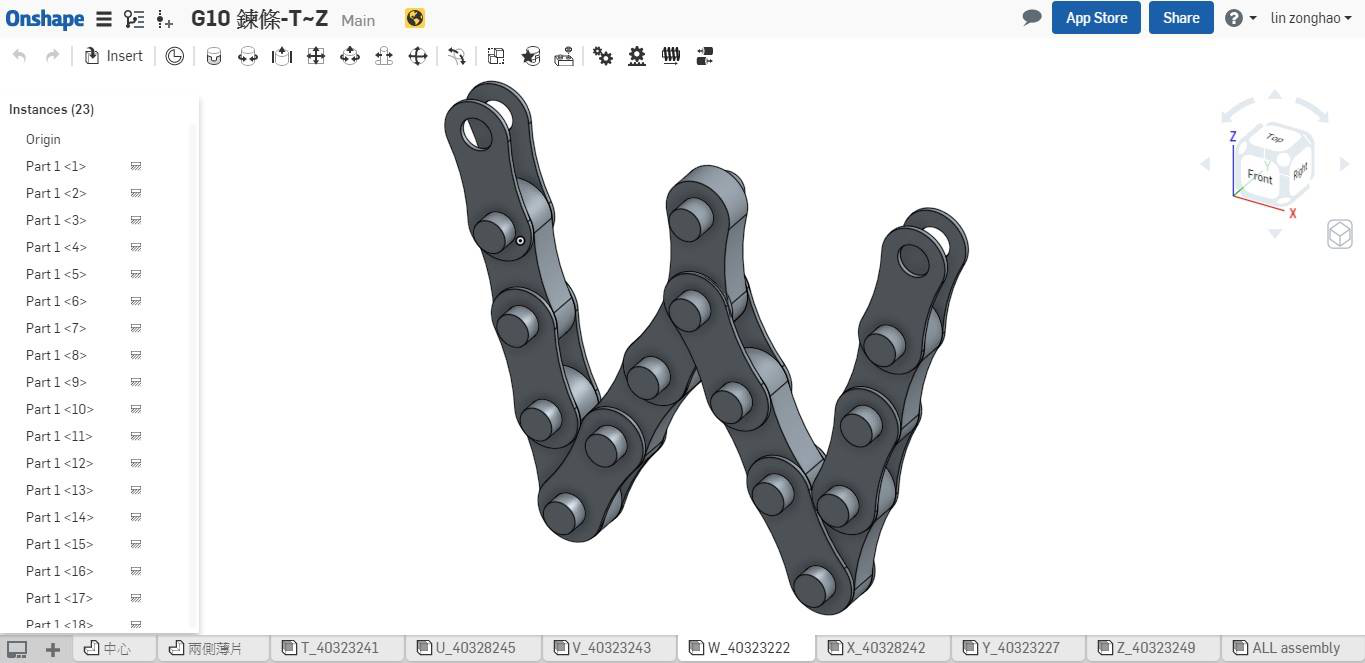 Onshape G10 鍊條-T~Z Main App Store Share lin zonghao
Insert
Instances (23)
Origin
Part 1 <1>
Part 1 <2>
Part 1 <3>
Part 1 <4>
Part 1 <5>
Part 1 <6>
Part 1 <7>
Part 1 <8>
Part 1 <9>
Part 1 <10>
Part 1 <11>
Part 1 <12>
Part 1 <13>
Part 1 <14>
Part 1 <15>
Part 1 <16>
Part 1 <17>
Part 1 <18>
Z
Top
Y
Front Right
X
中心 兩側薄片 T_40323241 U_40328245 V_40323243 W_40323222 X_40328242 Y_40323227 Z_40323249 ALL assembly